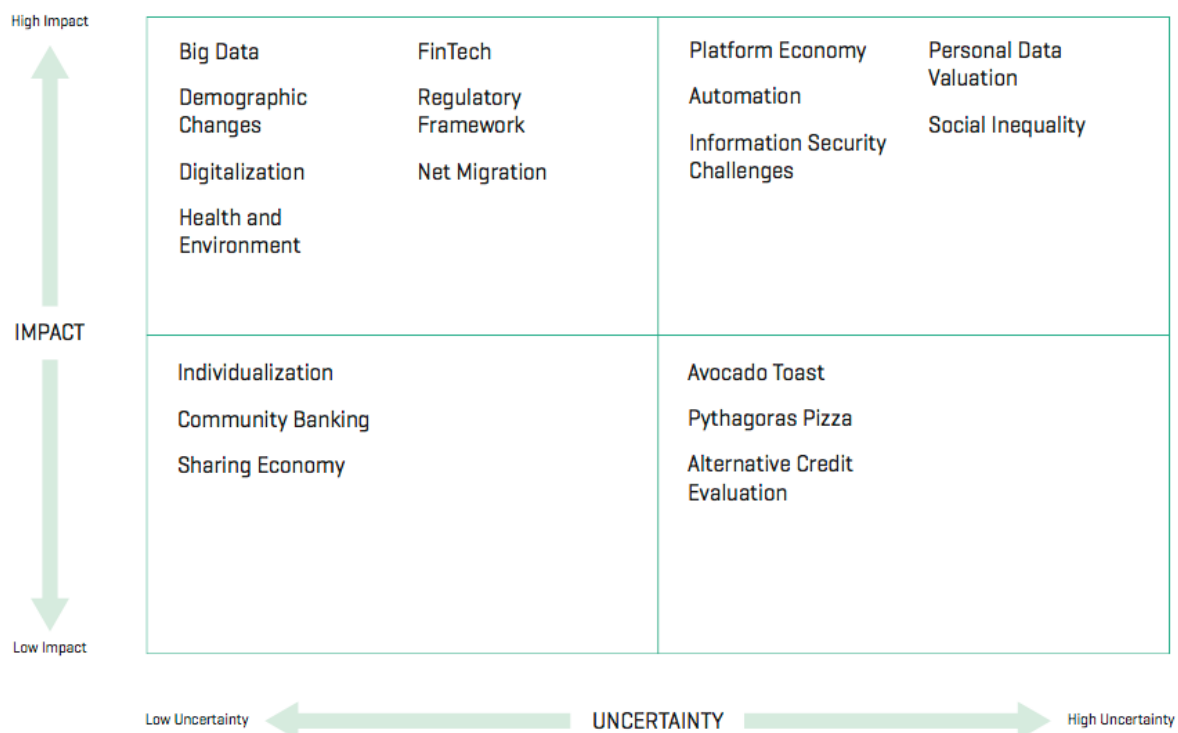 High Impact
Big Data
Demographic
Changes
Digitalization
Health and
Environment
FinTech
Regulatory
Framework
Net Migration
Platform Economy
Automation
Information Security
Challenges
Personal Data
Valuation
Social Inequality
IMPACT
Individualization
Community Banking
Sharing Economy
Avocado Toast
Pythagoras Pizza
Alternative Credit
Evaluation
Low Impact
Low Uncertainty
UNCERTAINTY
High Uncertainty